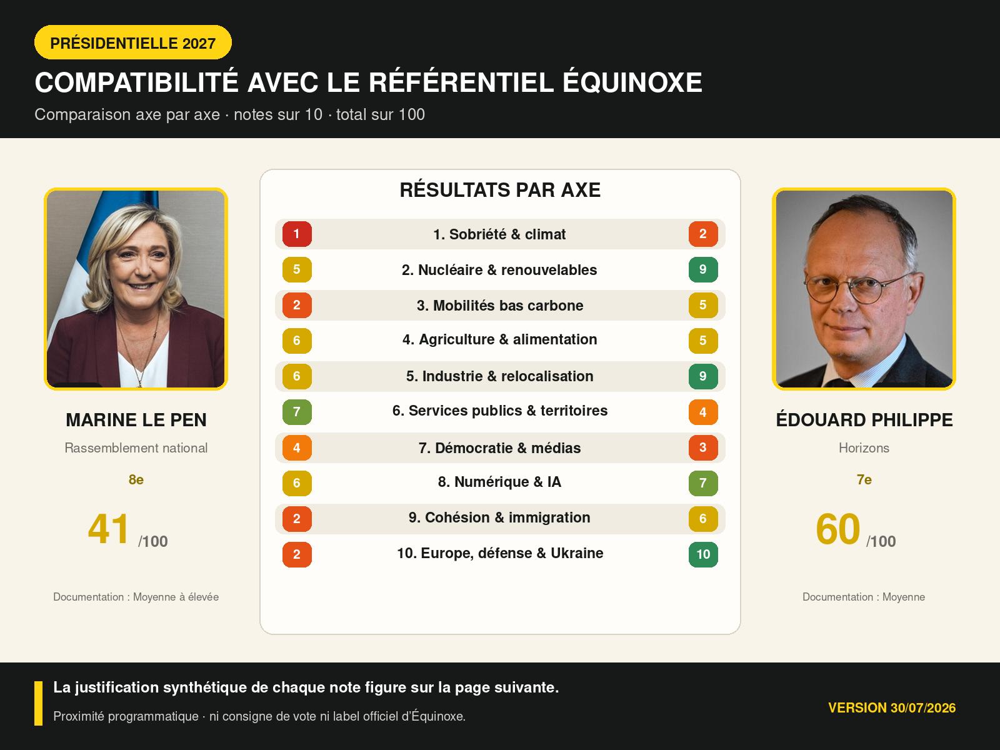 PRÉSIDENTIELLE 2027
COMPATIBILITÉ AVEC LE RÉFÉRENTIEL ÉQUINOXE
Comparaison axe par axe · notes sur 10 · total sur 100
RÉSULTATS PAR AXE
1 1. Sobriété & climat 2
5 2. Nucléaire & renouvelables 9
2 3. Mobilités bas carbone 5
6 4. Agriculture & alimentation 5
6 5. Industrie & relocalisation 9
7 6. Services publics & territoires 4
4 7. Démocratie & médias 3
6 8. Numérique & IA 7
2 9. Cohésion & immigration 6
2 10. Europe, défense & Ukraine 10
MARINE LE PEN
Rassemblement national
8e
41 /100
Documentation : Moyenne à élevée
ÉDOUARD PHILIPPE
Horizons
7e
60 /100
Documentation : Moyenne
La justification synthétique de chaque note figure sur la page suivante.
Proximité programmatique · ni consigne de vote ni label officiel d'Équinoxe.
VERSION 30/07/2026